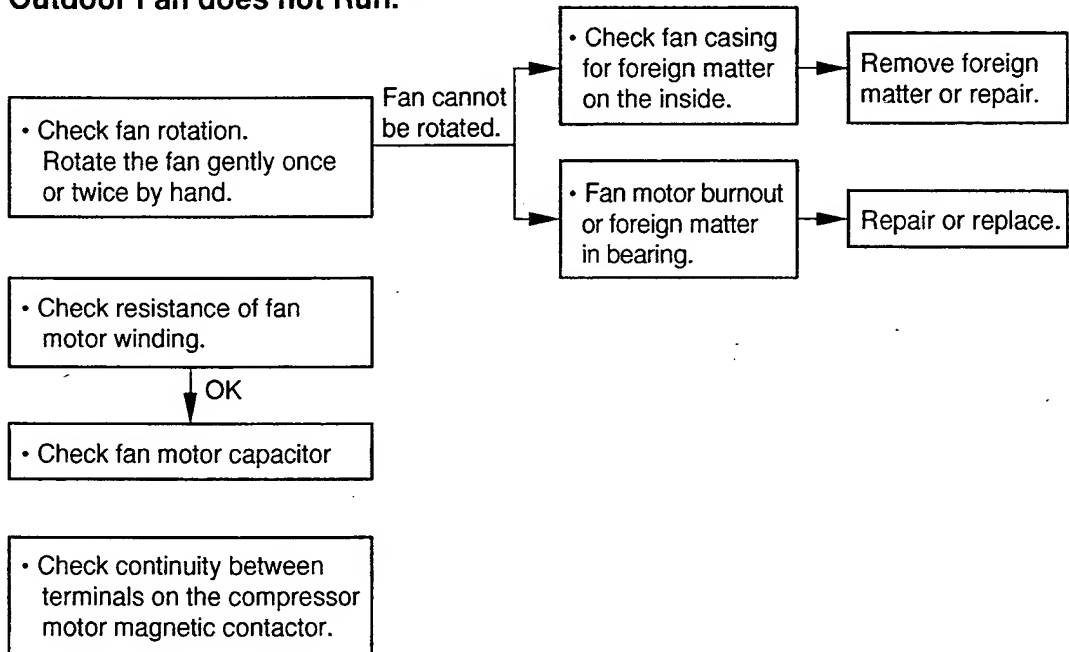 Outdoor Fan does not Run.
• Check fan rotation.
Rotate the fan gently once
or twice by hand.
Fan cannot
be rotated.
• Check fan casing
for foreign matter
on the inside.
Remove foreign
matter or repair.
• Fan motor burnout
or foreign matter
in bearing.
Repair or replace.
• Check resistance of fan
motor winding.
OK
• Check fan motor capacitor
• Check continuity between
terminals on the compressor
motor magnetic contactor.